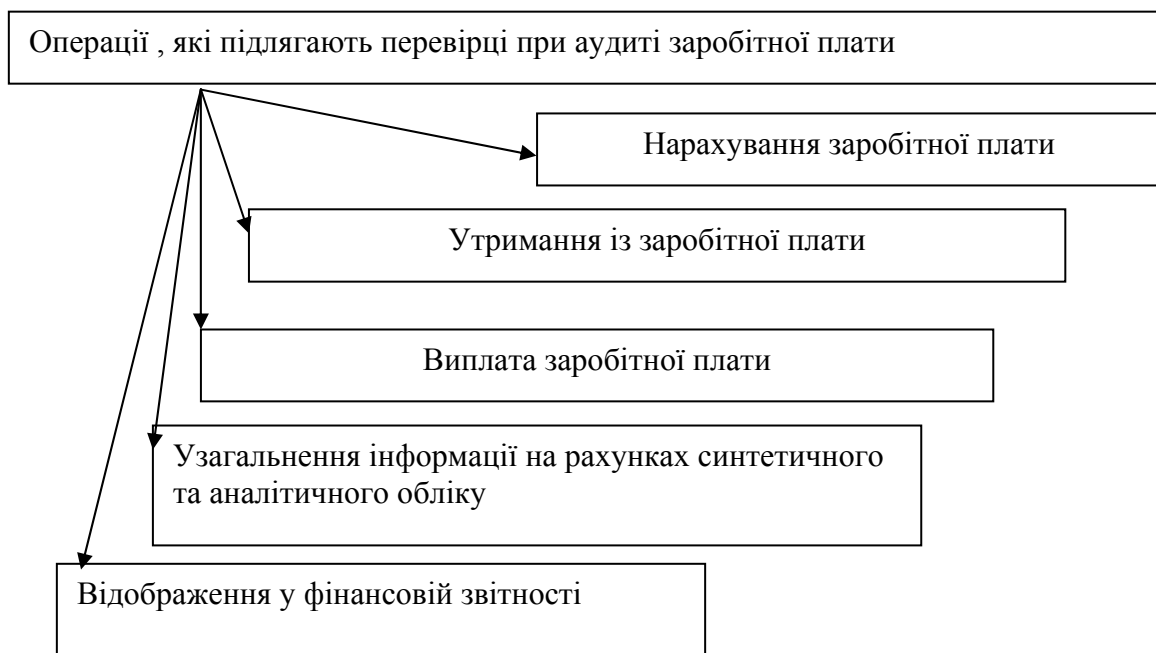 Операції , які підлягають перевірці при аудиті заробітної плати
Нарахування заробітної плати
Утримання із заробітної плати
Виплата заробітної плати
Узагальнення інформації на рахунках синтетичного
та аналітичного обліку
Відображення у фінансовій звітності